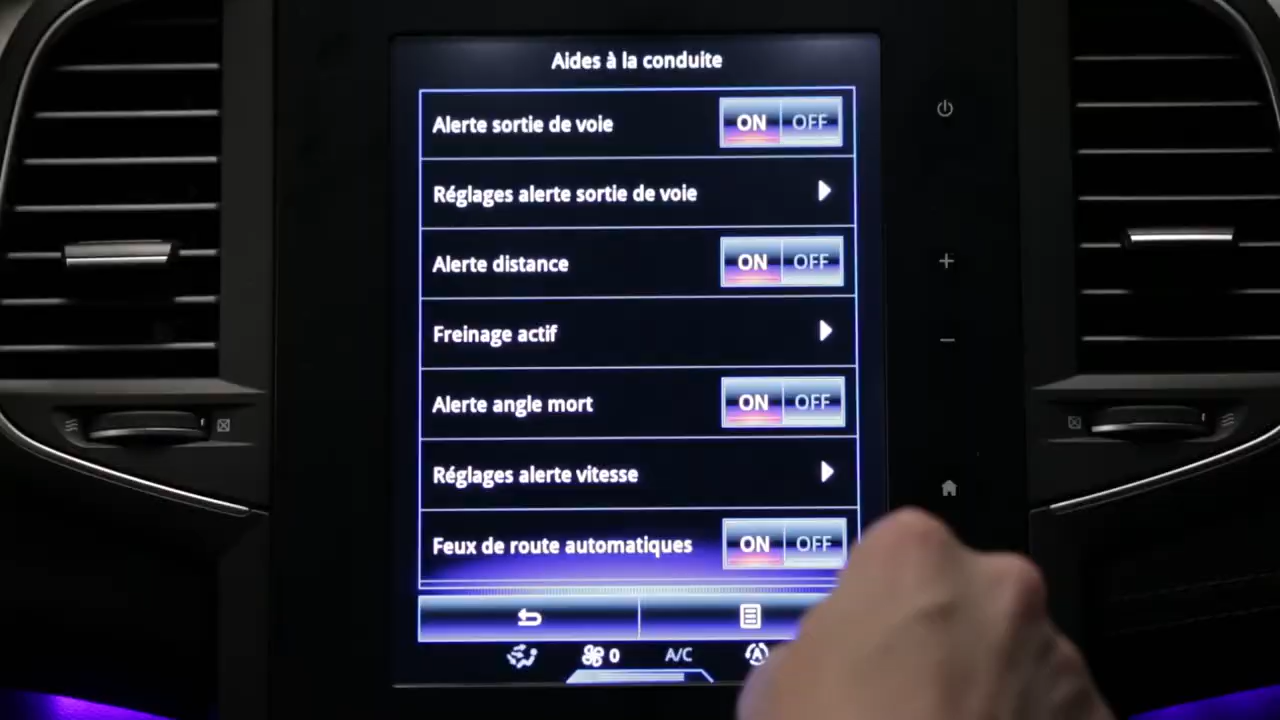 Aides à la conduite
Alerte sortie de voie ON OFF
Réglages alerte sortie de voie
Alerte distance ON OFF
Freinage actif
Alerte angle mort ON OFF
Réglages alerte vitesse
Feux de route automatiques ON OFF
0 A/C A